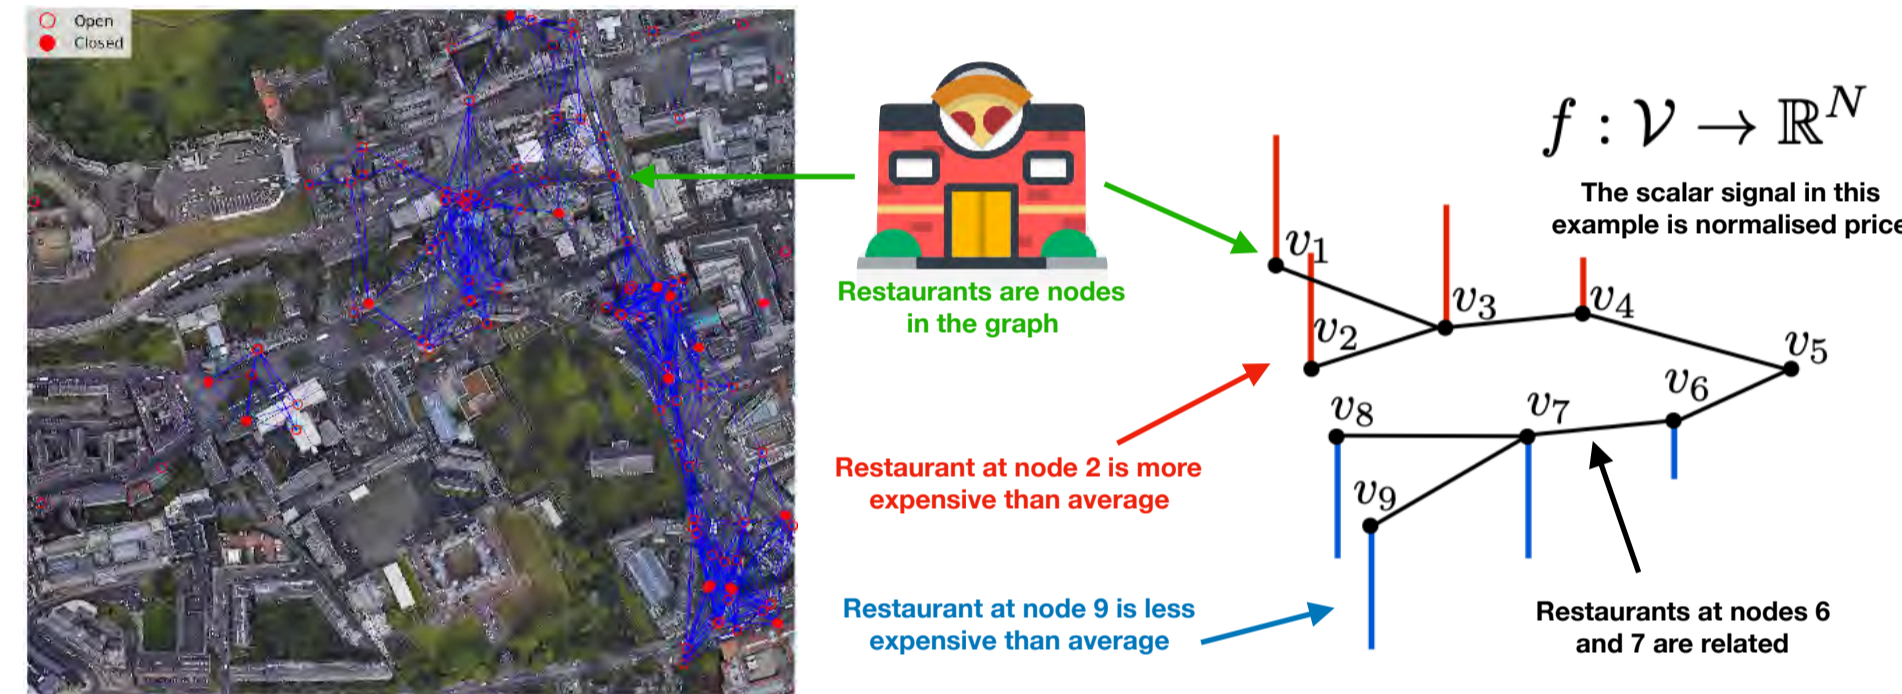 Open
Closed
f : 𝒱 → ℝᴺ
The scalar signal in this
example is normalised price
Restaurants are nodes
in the graph
v₁
v₂
v₃
v₄
v₅
v₆
v₇
v₈
v₉
Restaurant at node 2 is more
expensive than average
Restaurant at node 9 is less
expensive than average
Restaurants at nodes 6
and 7 are related